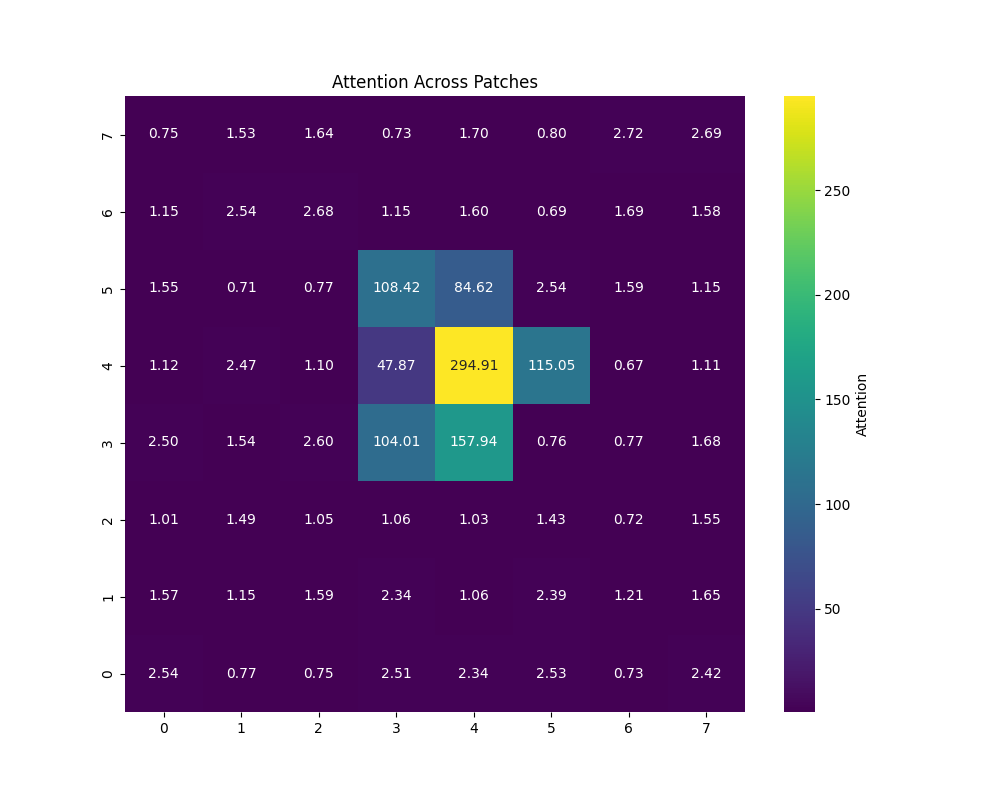 Attention Across Patches
7 0.75 1.53 1.64 0.73 1.70 0.80 2.72 2.69
6 1.15 2.54 2.68 1.15 1.60 0.69 1.69 1.58
5 1.55 0.71 0.77 108.42 84.62 2.54 1.59 1.15
4 1.12 2.47 1.10 47.87 294.91 115.05 0.67 1.11
3 2.50 1.54 2.60 104.01 157.94 0.76 0.77 1.68
2 1.01 1.49 1.05 1.06 1.03 1.43 0.72 1.55
1 1.57 1.15 1.59 2.34 1.06 2.39 1.21 1.65
0 2.54 0.77 0.75 2.51 2.34 2.53 0.73 2.42
0 1 2 3 4 5 6 7
250
200
150
100
50
Attention